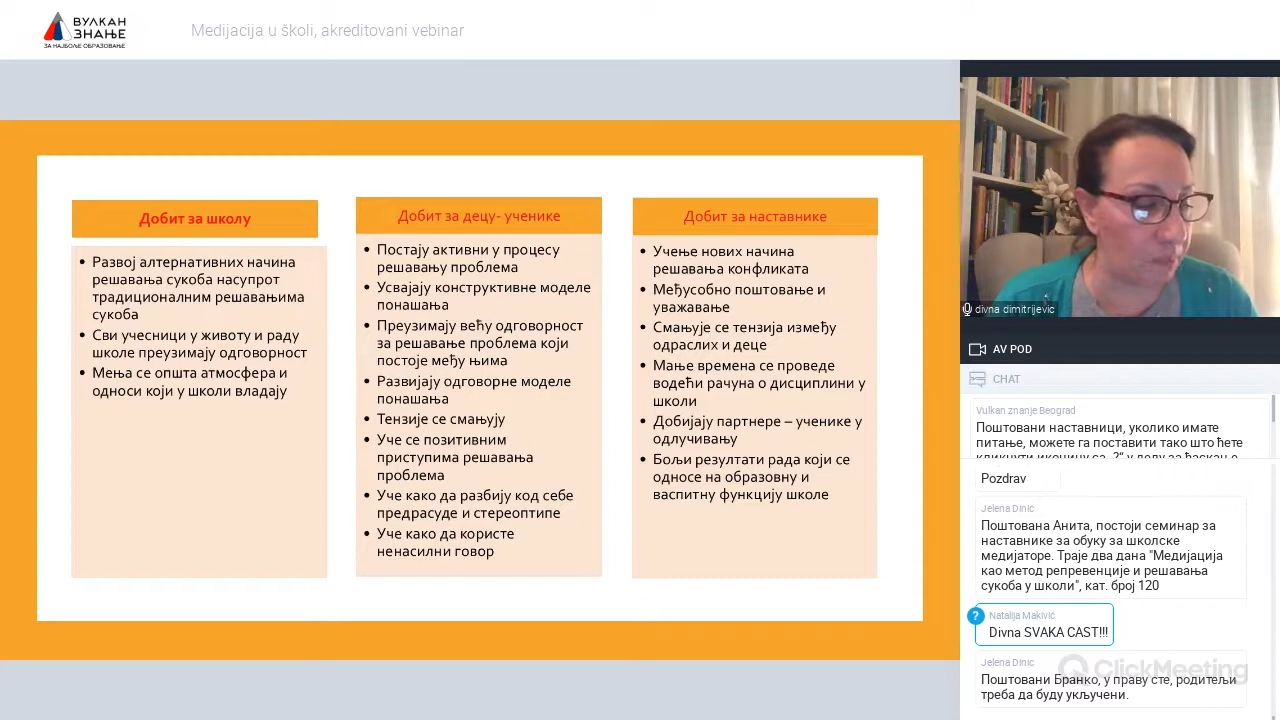 ВУЛКАН
ЗНАЊЕ
ЗА НАЈБОЉЕ ОБРАЗОВАЊЕ
Medijacija u školi, akreditovani vebinar
Добит за школу
• Развој алтернативних начина
решавања сукоба насупрот
традиционалним решавањима
сукоба
• Сви учесници у животу и раду
школе преузимају одговорност
• Мења се општа атмосфера и
односи који у школи владају
Добит за децу- ученике
• Постају активни у процесу
решавању проблема
• Усвајају конструктивне моделе
понашања
• Преузимају већу одговорност
за решавање проблема који
постоје међу њима
• Развијају одговорне моделе
понашања
• Тензије се смањују
• Уче се позитивним
приступима решавања
проблема
• Уче како да разбију код себе
предрасуде и стереоптипе
• Уче како да користе
ненасилни говор
Добит за наставнике
• Учење нових начина
решавања конфликата
• Међусобно поштовање и
уважавање
• Смањује се тензија између
одраслих и деце
• Мање времена се проведе
водећи рачуна о дисциплини у
школи
• Добијају партнере – ученике у
одлучивању
• Бољи резултати рада који се
односе на образовну и
васпитну функцију школе
divna dimitrijevic
AV POD
CHAT
Vulkan znanje Beograd
Поштовани наставници, уколико имате
питање, можете га поставити тако што ћете
кликнути иконицу са „?“ у делу за ћаскање
Pozdrav
Jelena Dinic
Поштована Анита, постоји семинар за
наставнике за обуку за школске
медијаторе. Траје два дана "Медијација
као метод репревенције и решавања
сукоба у школи", кат. број 120
?
Natalija Makivić
Divna SVAKA CAST!!!
Jelena Dinic
Поштовани Бранко, у праву сте, родитељи
треба да буду укључени.
ClickMeeting